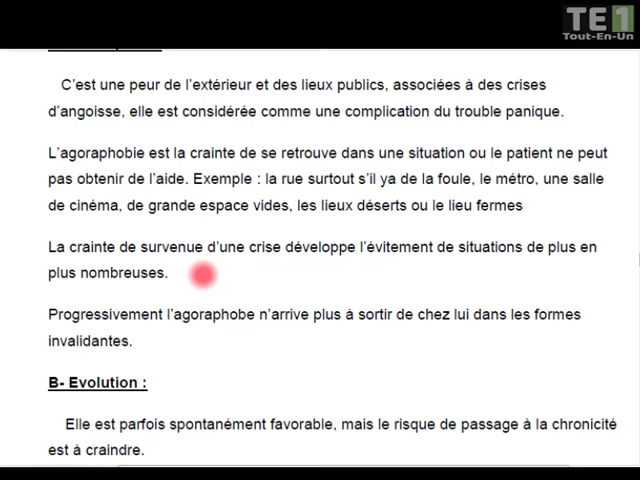 TE1
Tout-En-Un
C'est une peur de l'extérieur et des lieux publics, associées à des crises
d'angoisse, elle est considérée comme une complication du trouble panique.
L'agoraphobie est la crainte de se retrouve dans une situation ou le patient ne peut
pas obtenir de l'aide. Exemple : la rue surtout s'il ya de la foule, le métro, une salle
de cinéma, de grande espace vides, les lieux déserts ou le lieu fermes
La crainte de survenue d'une crise développe l'évitement de situations de plus en
plus nombreuses.
Progressivement l'agoraphobe n'arrive plus à sortir de chez lui dans les formes
invalidantes.
B- Evolution :
Elle est parfois spontanément favorable, mais le risque de passage à la chronicité
est à craindre.